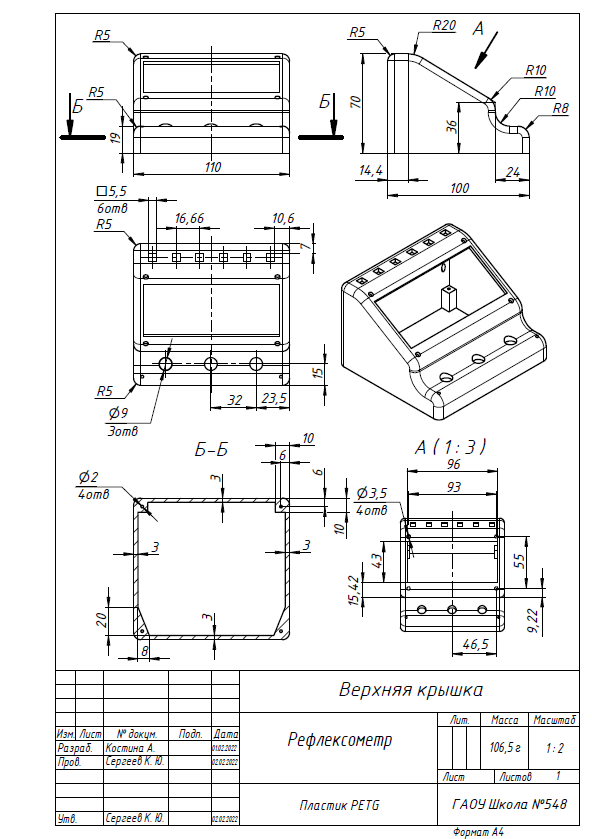 R5
R20
А
R5
R10
R10
R8
R5
Б
Б
19
110
70
36
14,4
24
100
□5,5
6отв
16,66
10,6
7
R5
R5
15
32
23,5
⌀9
3отв
Б-Б
10
6
6
⌀2
4отв
3
10
3
3
20
3
8
А (1:3)
96
93
⌀3,5
4отв
43
55
15,42
9,22
46,5
Верхняя крышка
Изм. Лист № докум. Подп. Дата
Разраб. Костина А. 01.02.2022
Пров. Сергеев К. Ю. 02.02.2022
Утв. Сергеев К. Ю. 02.02.2022
Рефлексометр
Лит. Масса Масштаб
106,5 г 1:2
Лист Листов 1
Пластик PETG
ГАОУ Школа №548
Формат А4